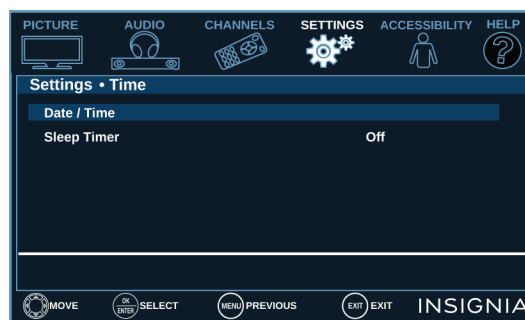 PICTURE AUDIO CHANNELS SETTINGS ACCESSIBILITY HELP
?
Settings • Time
Date / Time
Sleep Timer Off
MOVE OK ENTER SELECT MENU PREVIOUS EXIT EXIT INSIGNIA